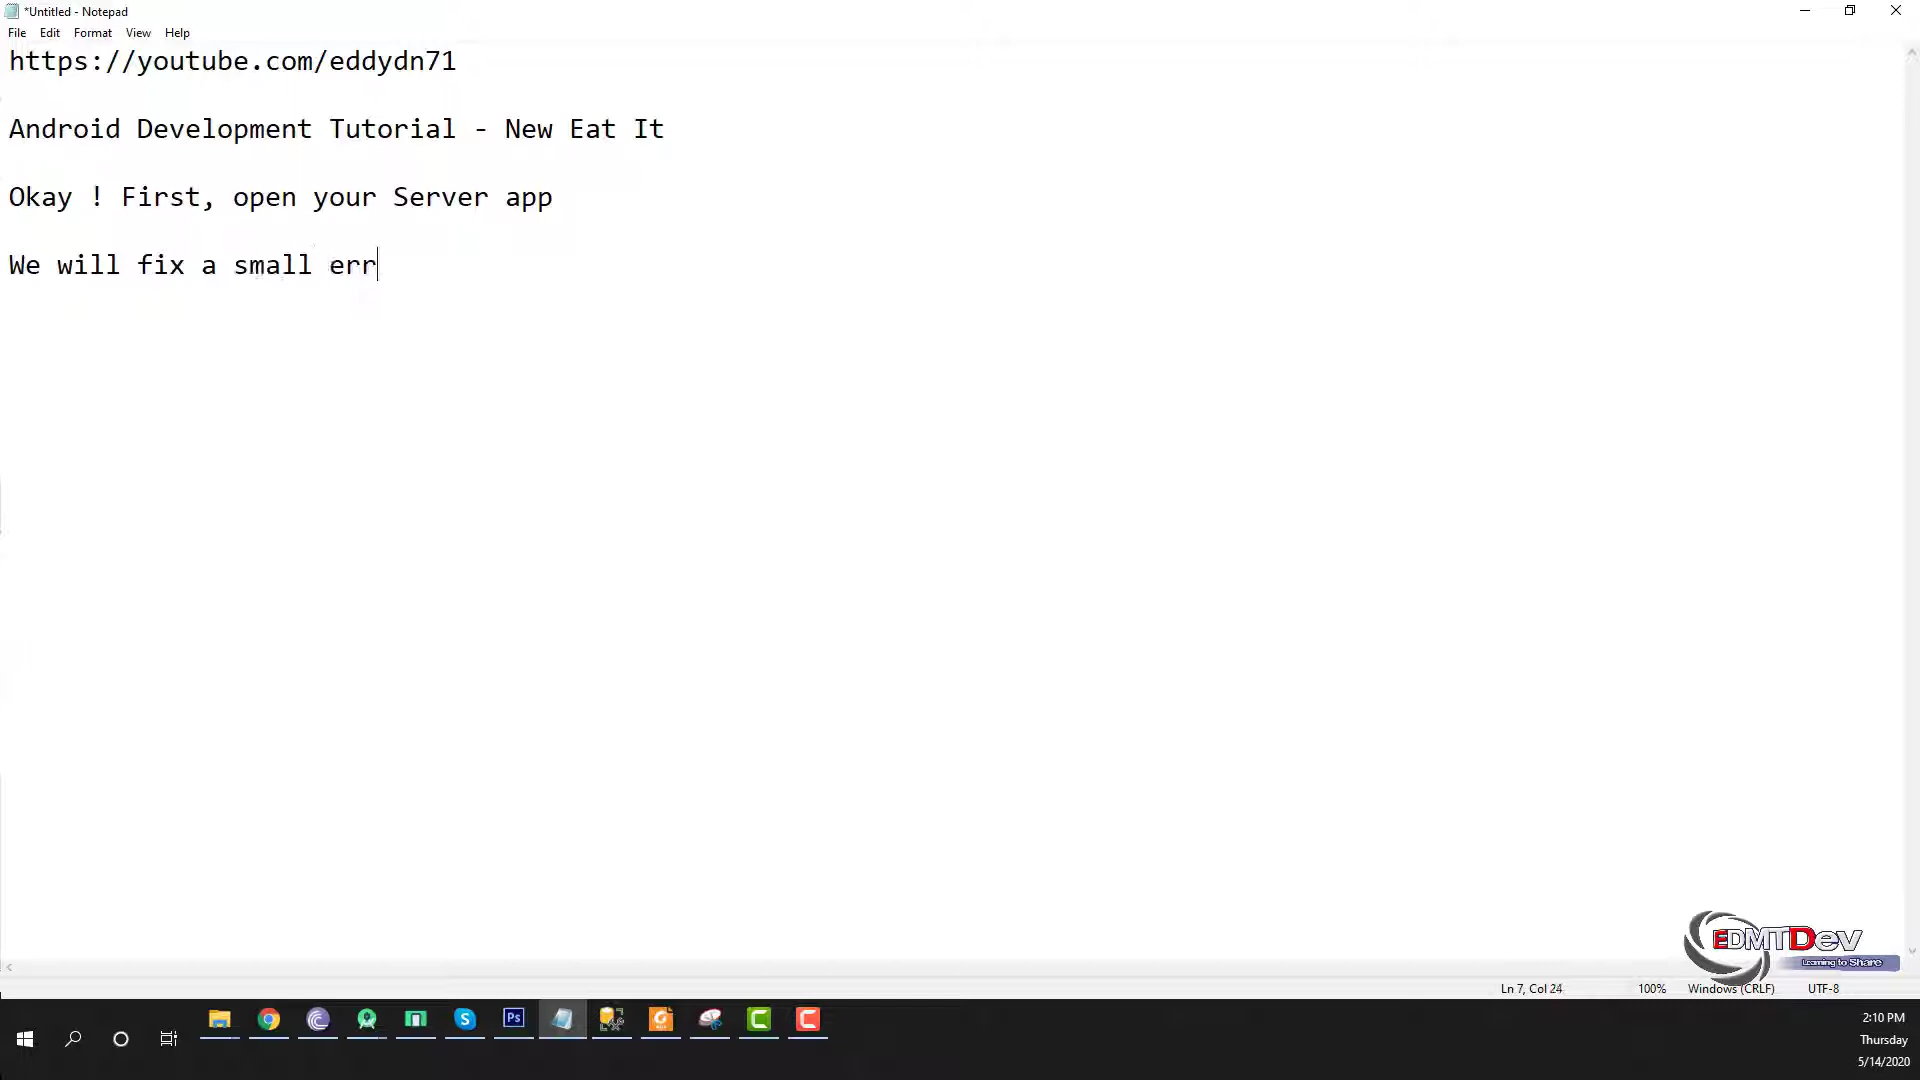 *Untitled - Notepad
File Edit Format View Help
https://youtube.com/eddydn71
Android Development Tutorial - New Eat It
Okay ! First, open your Server app
We will fix a small err
EDMTDev
Learning to Share
Ln 7, Col 24 100% Windows (CRLF) UTF-8
Ps
2:10 PM
Thursday
5/14/2020